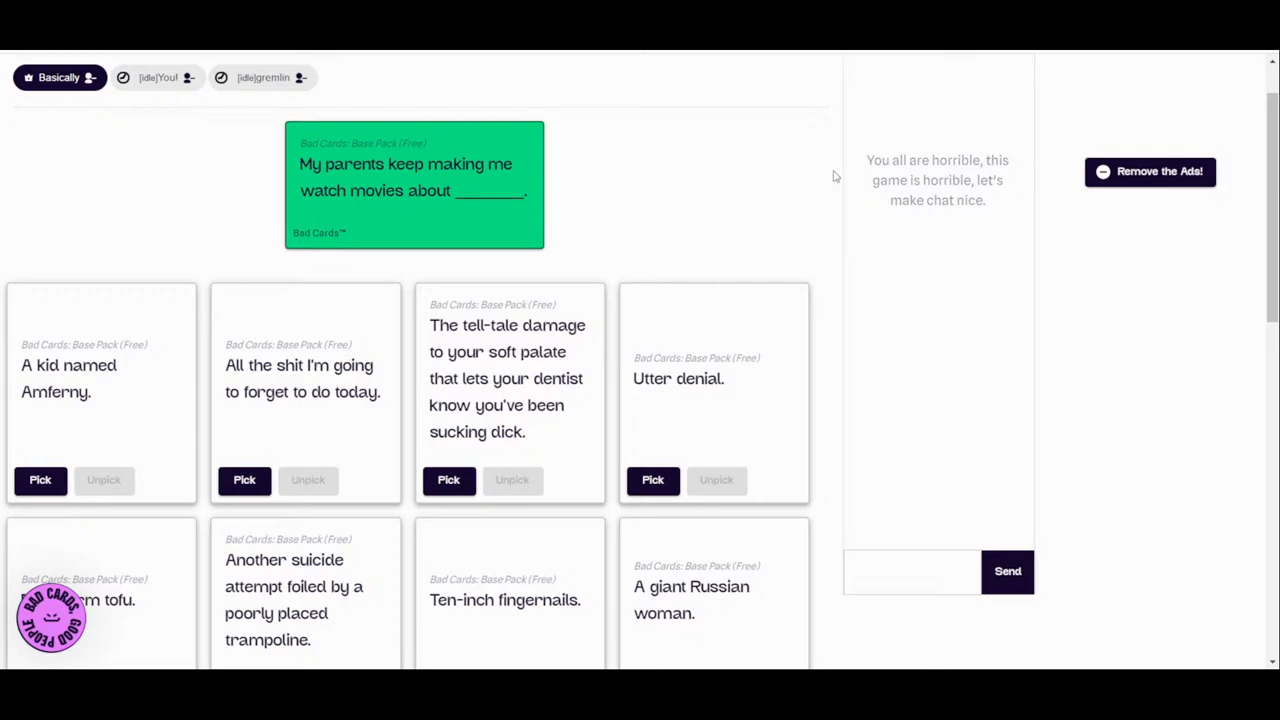 Basically
[idle]You!
[idle]gremlin
Bad Cards: Base Pack (Free)
My parents keep making me
watch movies about ________.
Bad Cards™
You all are horrible, this
game is horrible, let's
make chat nice.
Remove the Ads!
Bad Cards: Base Pack (Free)
A kid named
Amferny.
Pick
Unpick
Bad Cards: Base Pack (Free)
All the shit I'm going
to forget to do today.
Pick
Unpick
Bad Cards: Base Pack (Free)
The tell-tale damage
to your soft palate
that lets your dentist
know you've been
sucking dick.
Pick
Unpick
Bad Cards: Base Pack (Free)
Utter denial.
Pick
Unpick
Send
Bad Cards: Base Pack (Free)
tofu.
BAD CARDS,
GOOD PEOPLE
Bad Cards: Base Pack (Free)
Another suicide
attempt foiled by a
poorly placed
trampoline.
Bad Cards: Base Pack (Free)
Ten-inch fingernails.
Bad Cards: Base Pack (Free)
A giant Russian
woman.